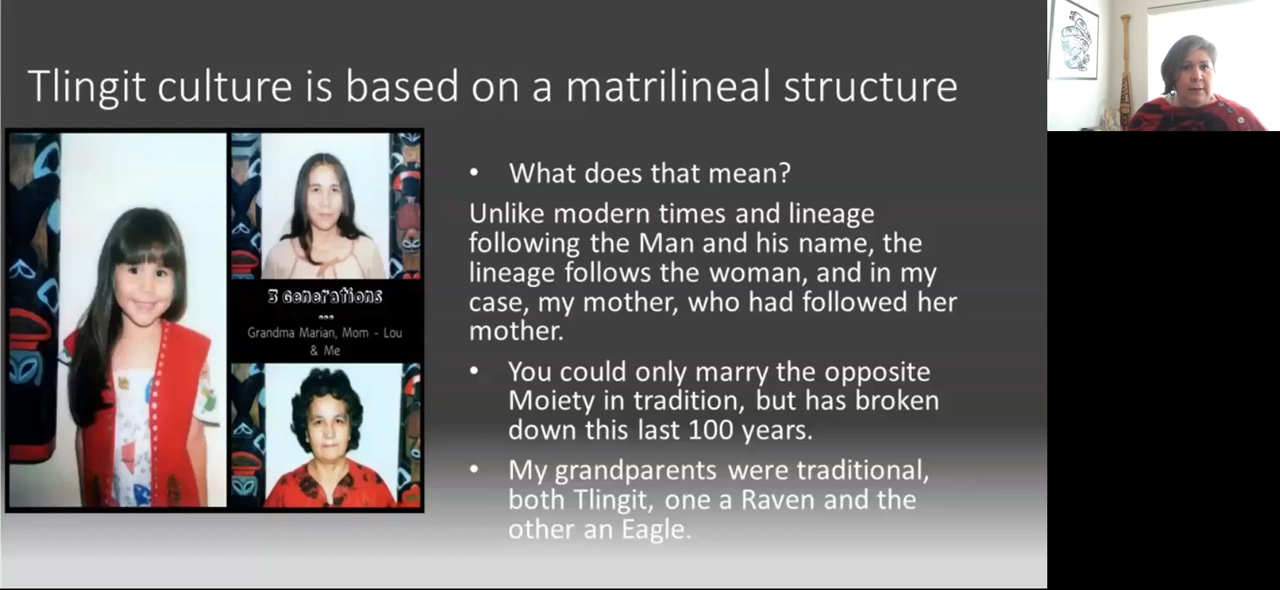 Tlingit culture is based on a matrilineal structure
3 Generations
...
Grandma Marian, Mom - Lou
& Me
• What does that mean?
Unlike modern times and lineage
following the Man and his name, the
lineage follows the woman, and in my
case, my mother, who had followed her
mother.
• You could only marry the opposite
Moiety in tradition, but has broken
down this last 100 years.
• My grandparents were traditional,
both Tlingit, one a Raven and the
other an Eagle.